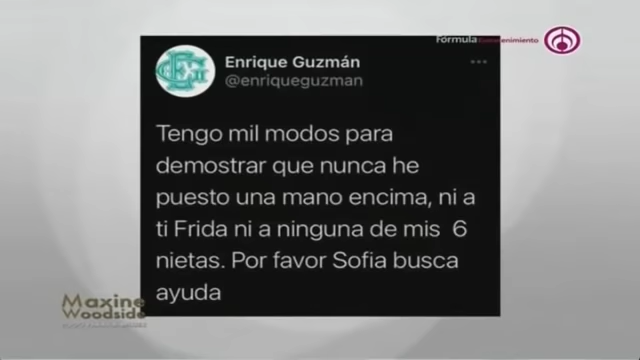 Fórmula Entretenimiento
Enrique Guzmán
@enriqueguzman
Tengo mil modos para
demostrar que nunca he
puesto una mano encima, ni a
ti Frida ni a ninguna de mis 6
nietas. Por favor Sofia busca
ayuda
Maxine
Woodside